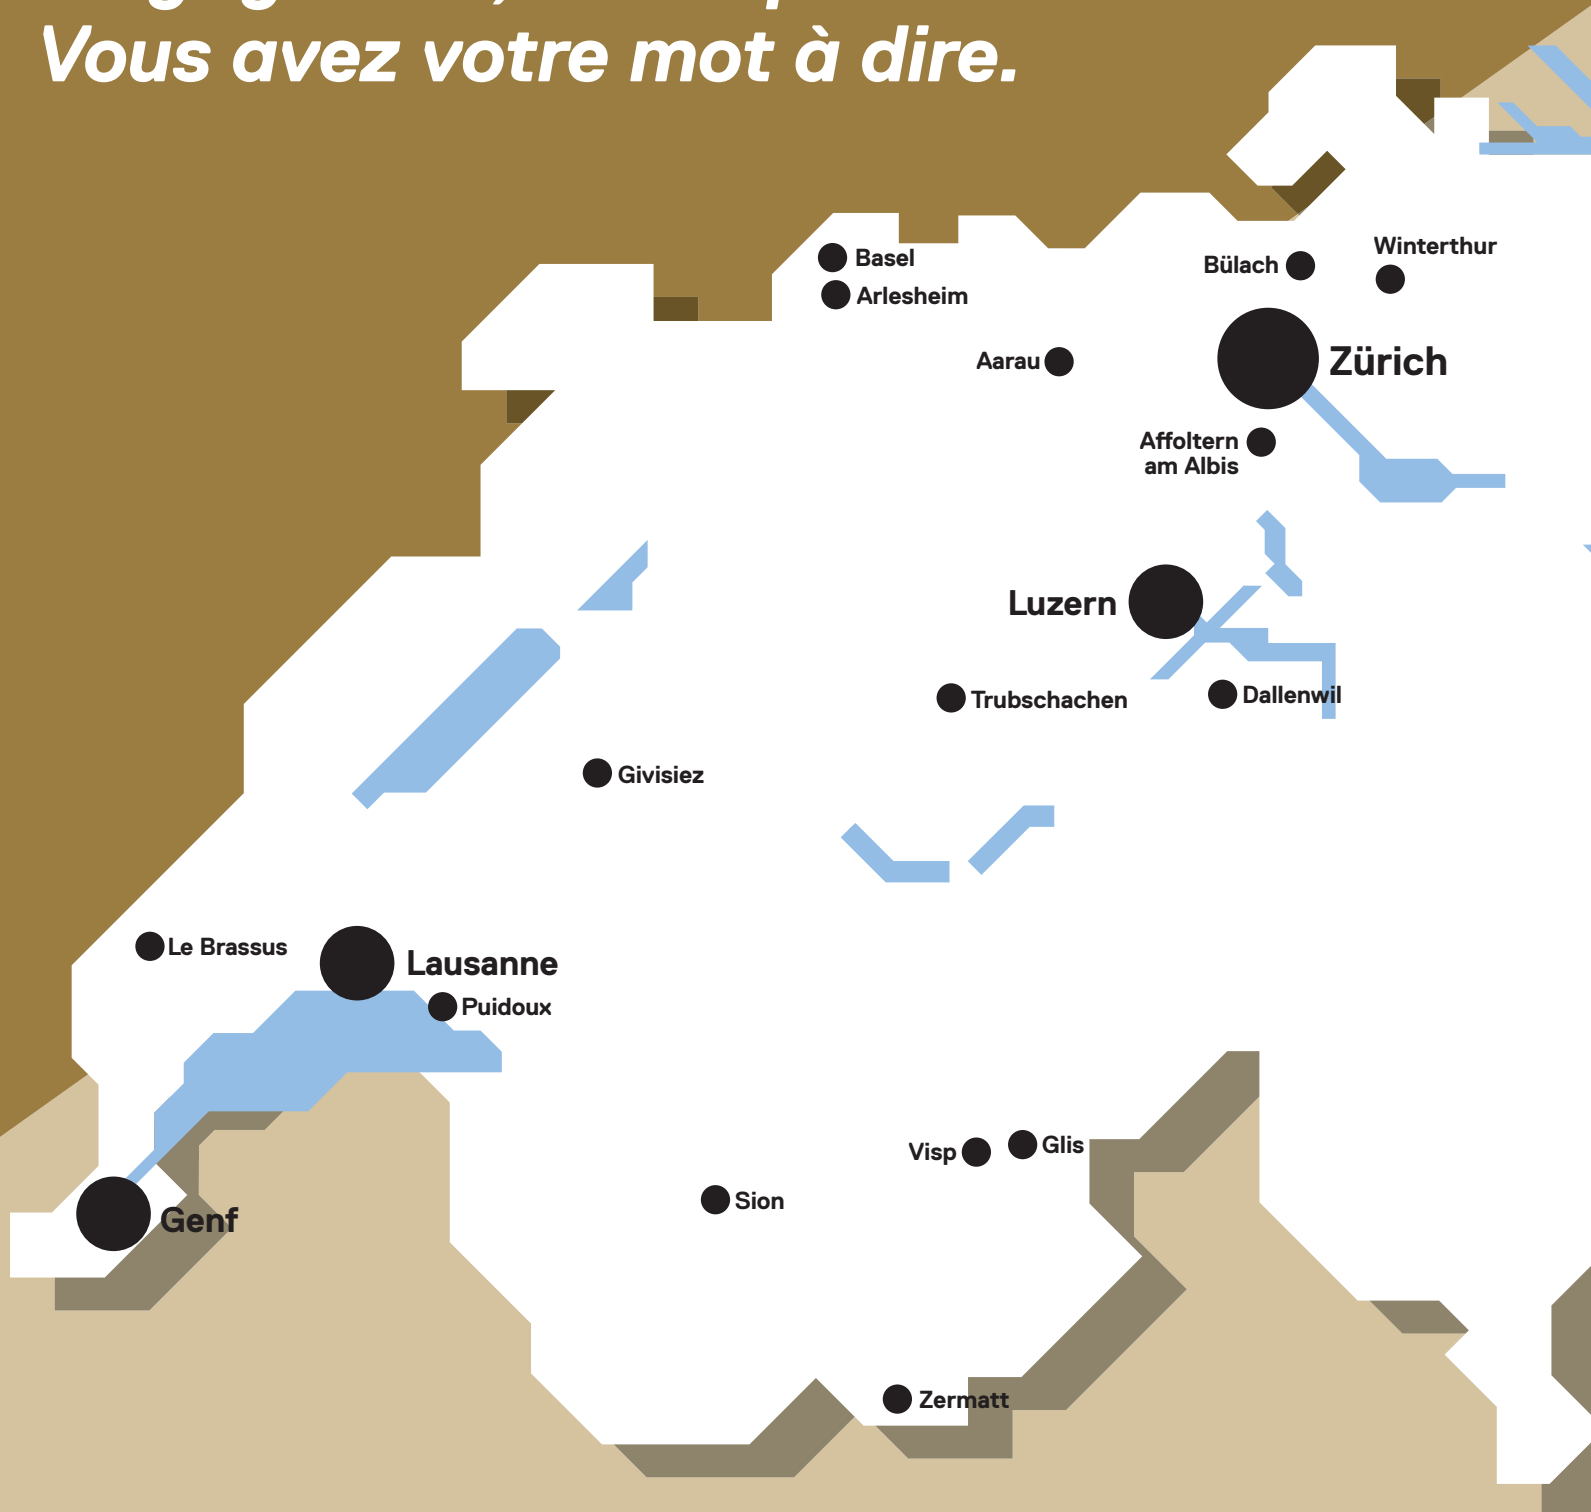 Vous avez votre mot à dire.
Winterthur
Basel
Bülach
Arlesheim
Aarau
Zürich
Affoltern
am Albis
Luzern
Trubschachen
Dallenwil
Givisiez
Le Brassus
Lausanne
Puidoux
Visp
Glis
Sion
Genf
Zermatt